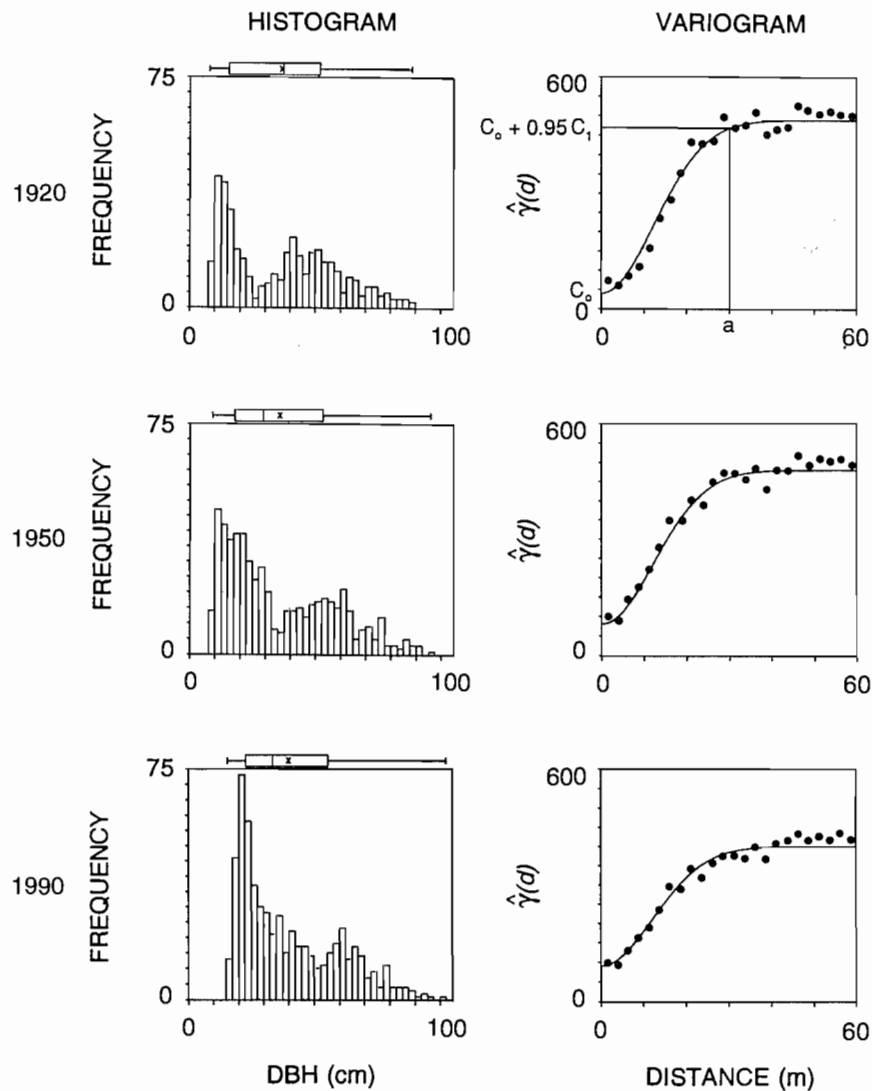 HISTOGRAM
VARIOGRAM
1920
FREQUENCY
75
0
0
100
γ̂(d)
600
C₀ + 0.95 C₁
C₀
0
0
a
60
1950
FREQUENCY
75
0
0
100
γ̂(d)
600
0
0
60
1990
FREQUENCY
75
0
0
100
DBH (cm)
γ̂(d)
600
0
0
60
DISTANCE (m)